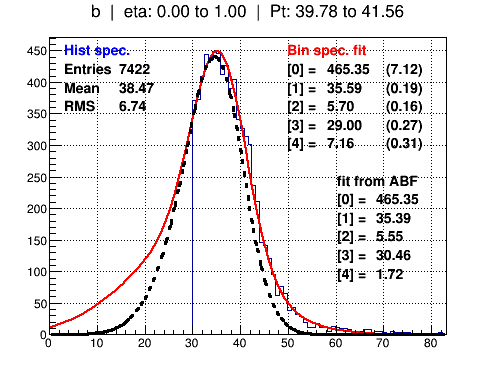 b | eta: 0.00 to 1.00 | Pt: 39.78 to 41.56
Hist spec.
Entries 7422
Mean 38.47
RMS 6.74
Bin spec. fit
[0] = 465.35 (7.12)
[1] = 35.59 (0.19)
[2] = 5.70 (0.16)
[3] = 29.00 (0.27)
[4] = 7.16 (0.31)
fit from ABF
[0] = 465.35
[1] = 35.39
[2] = 5.55
[3] = 30.46
[4] = 1.72
450
400
350
300
250
200
150
100
50
0
0 10 20 30 40 50 60 70 80